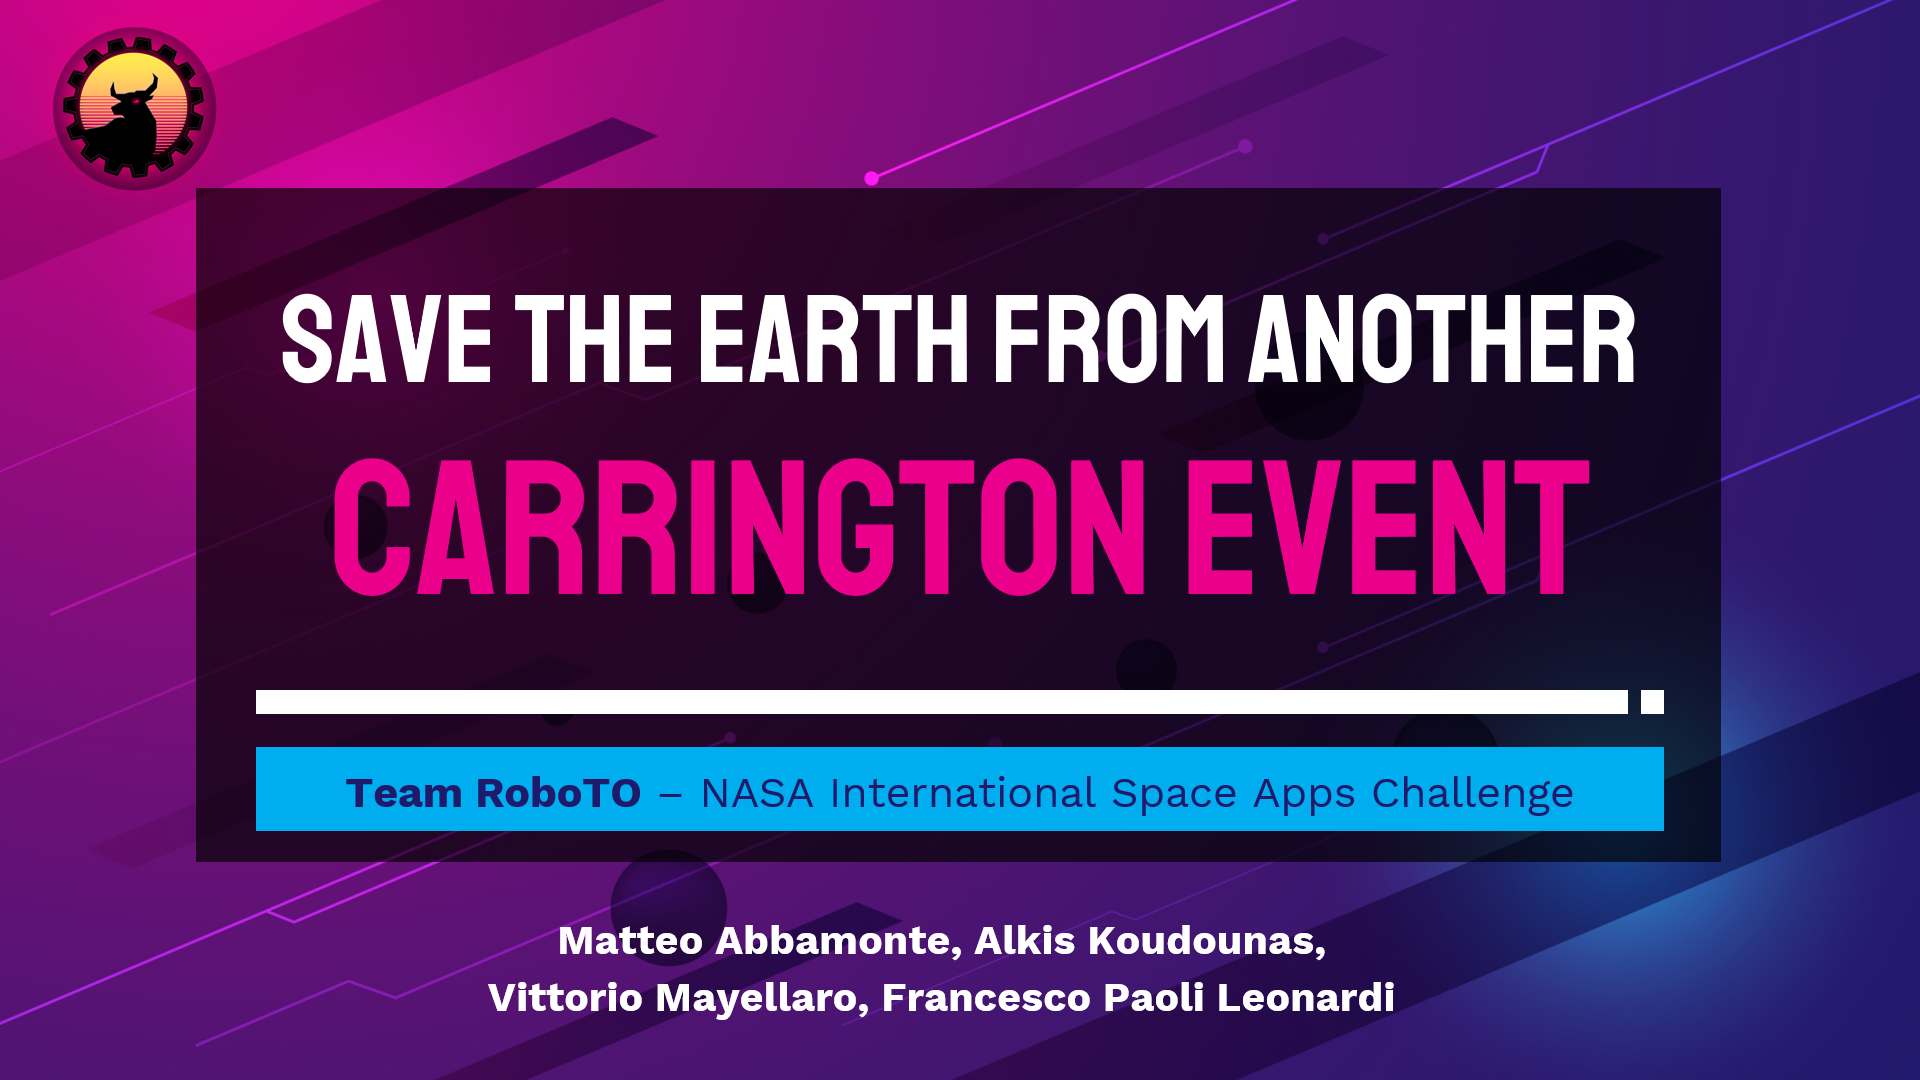 SAVE THE EARTH FROM ANOTHER
CARRINGTON EVENT
Team RoboTO – NASA International Space Apps Challenge
Matteo Abbamonte, Alkis Koudounas,
Vittorio Mayellaro, Francesco Paoli Leonardi